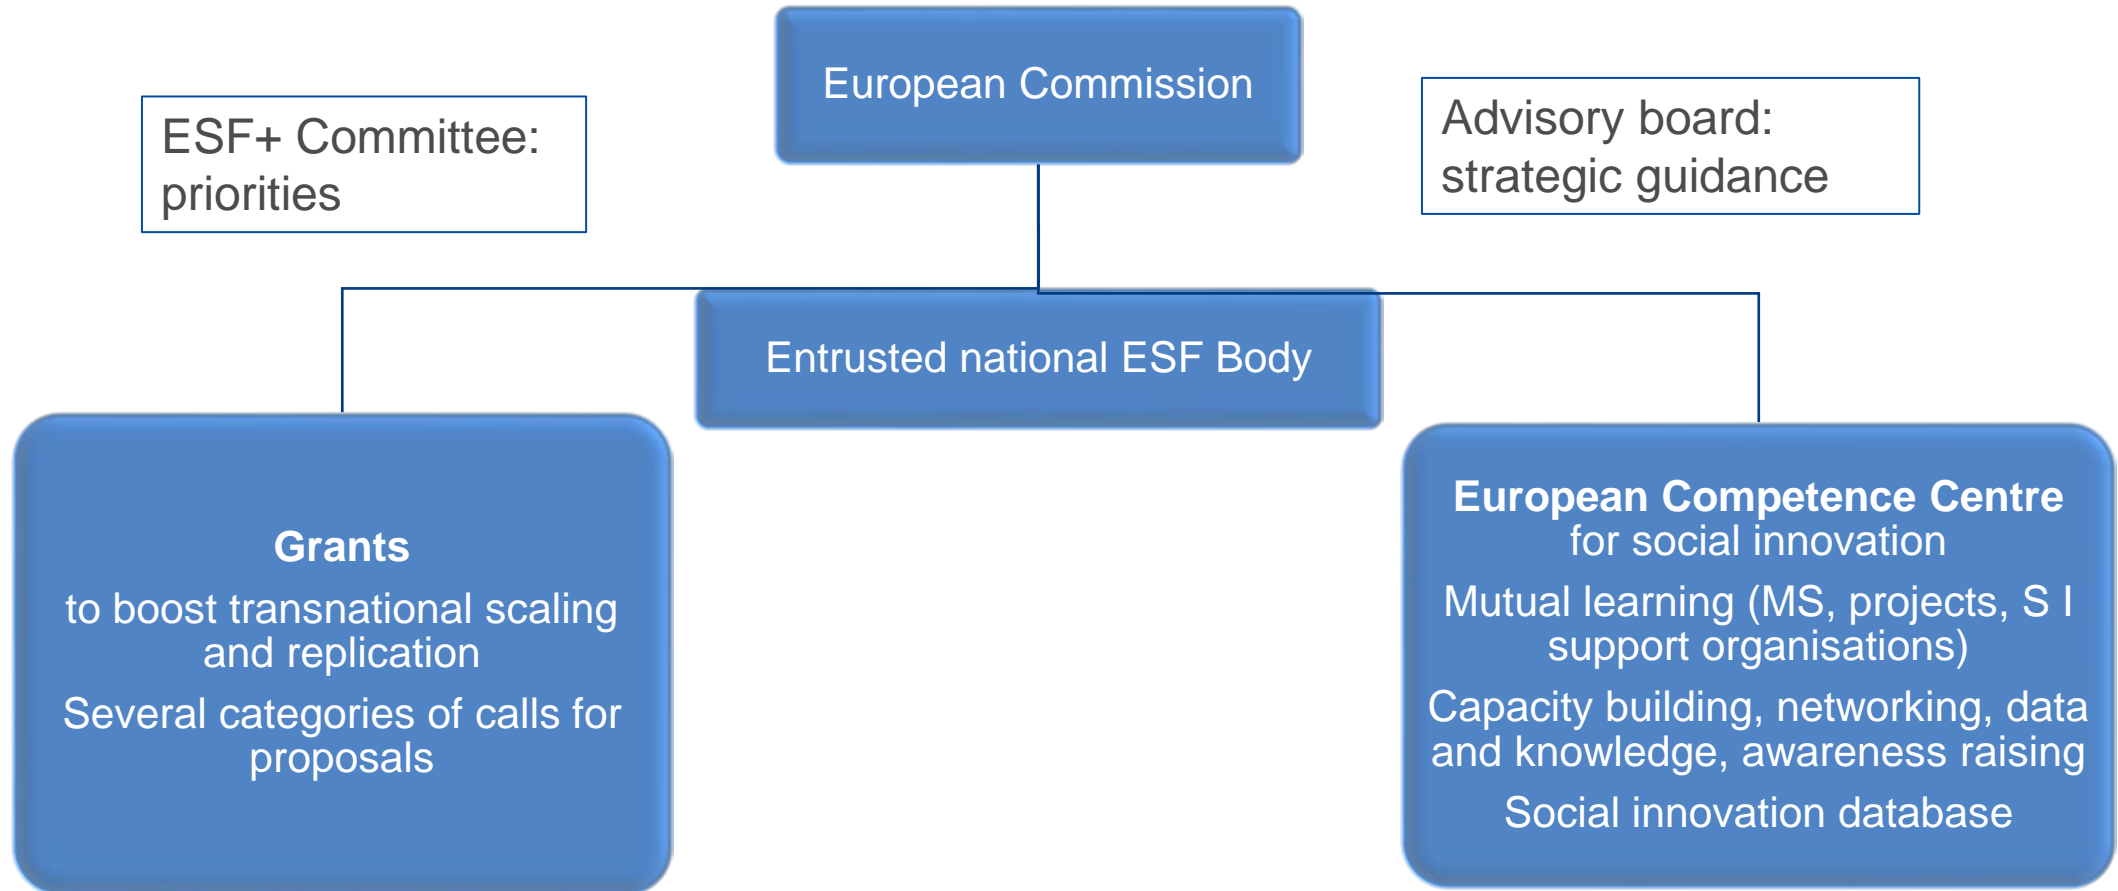 European Commission
ESF+ Committee:
priorities
Advisory board:
strategic guidance
Entrusted national ESF Body
Grants
to boost transnational scaling
and replication
Several categories of calls for
proposals
European Competence Centre
for social innovation
Mutual learning (MS, projects, S I
support organisations)
Capacity building, networking, data
and knowledge, awareness raising
Social innovation database